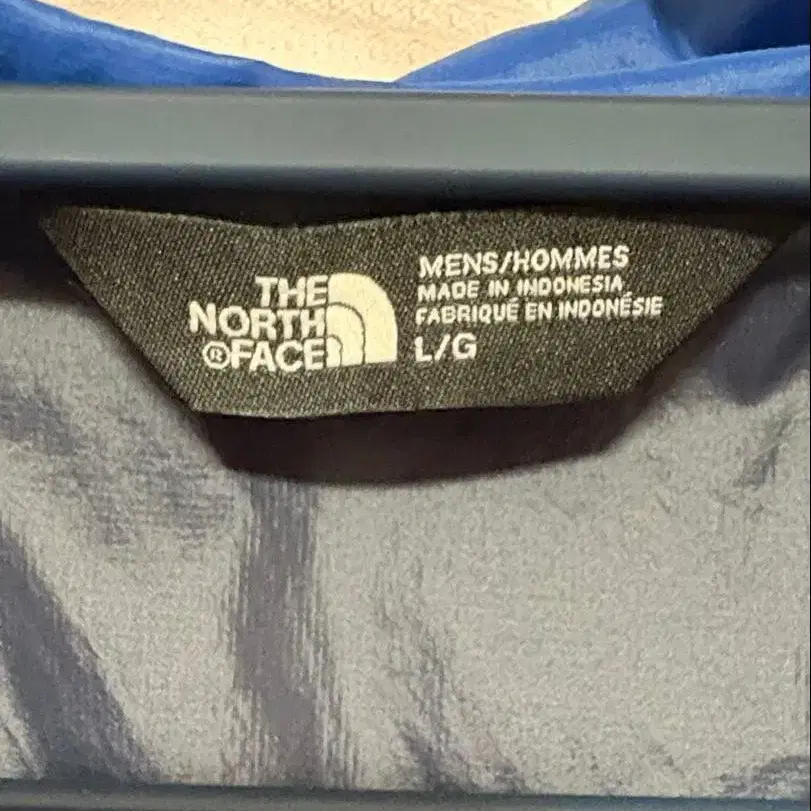 THE
NORTH
®FACE
MENS/HOMMES
MADE IN INDONESIA
FABRIQUÉ EN INDONÉSIE
L/G